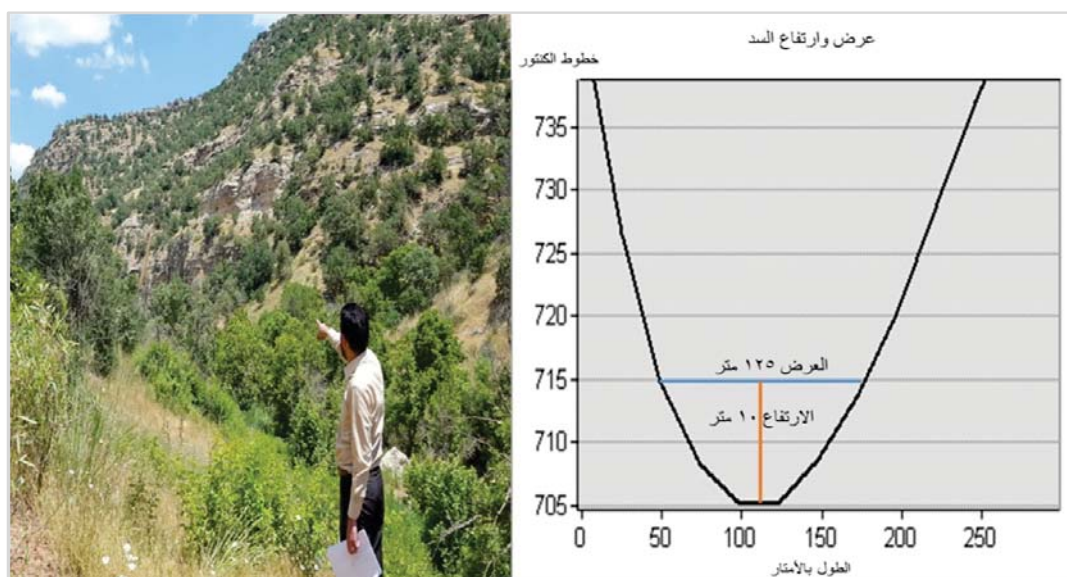 عرض وارتفاع السد
خطوط الكنتور
735
730
725
720
715
710
705
العرض ١٢٥ متر
الارتفاع ١٠ متر
0 50 100 150 200 250
الطول بالأمتار